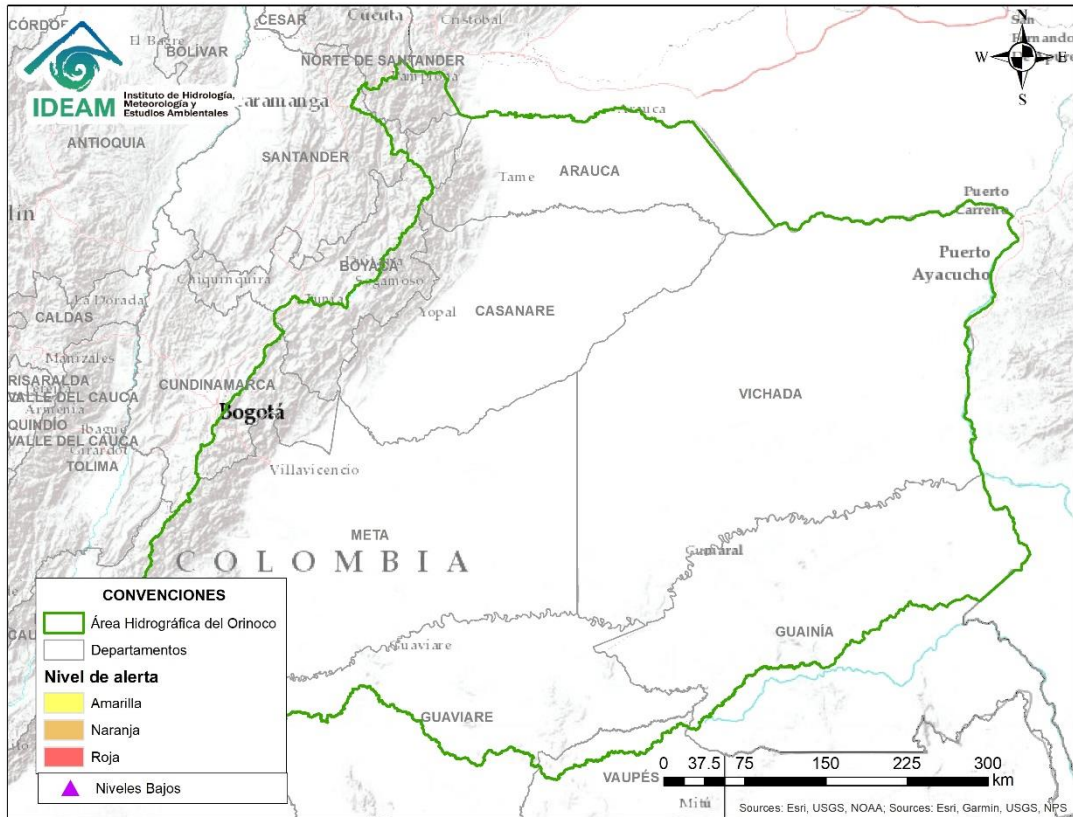 CESAR
Cucuta
Cristobal
San
Fernando
El Bagre
BOLÍVAR
N
W
E
S
NORTE DE SANTANDER
IDEAM
Instituto de Hidrología,
Meteorología y
Estudios Ambientales
aramanga
Arauca
ANTIOQUIA
SANTANDER
ARAUCA
Tame
Puerto
Carreño
Puerto
Ayacucho
BOYACÁ
Sogamoso
Chiquinquira
Tunja
La Dorada
Yopal
CASANARE
CALDAS
Manizales
VICHADA
RISARALDA
VALLE DEL CAUCA
Armenia
CUNDINAMARCA
Bogotá
QUINDÍO
Ibague
VALLE DEL CAUCA
Girardot
TOLIMA
Villavicencio
META
COLOMBIA
GUAINÍA
GUAVIARE
VAUPÉS
Mitú
CONVENCIONES
Área Hidrográfica del Orinoco
Departamentos
Nivel de alerta
Amarilla
Naranja
Roja
Niveles Bajos
0 37.5 75 150 225 300
km
Sources: Esri, USGS, NOAA; Sources: Esri, Garmin, USGS, NPS